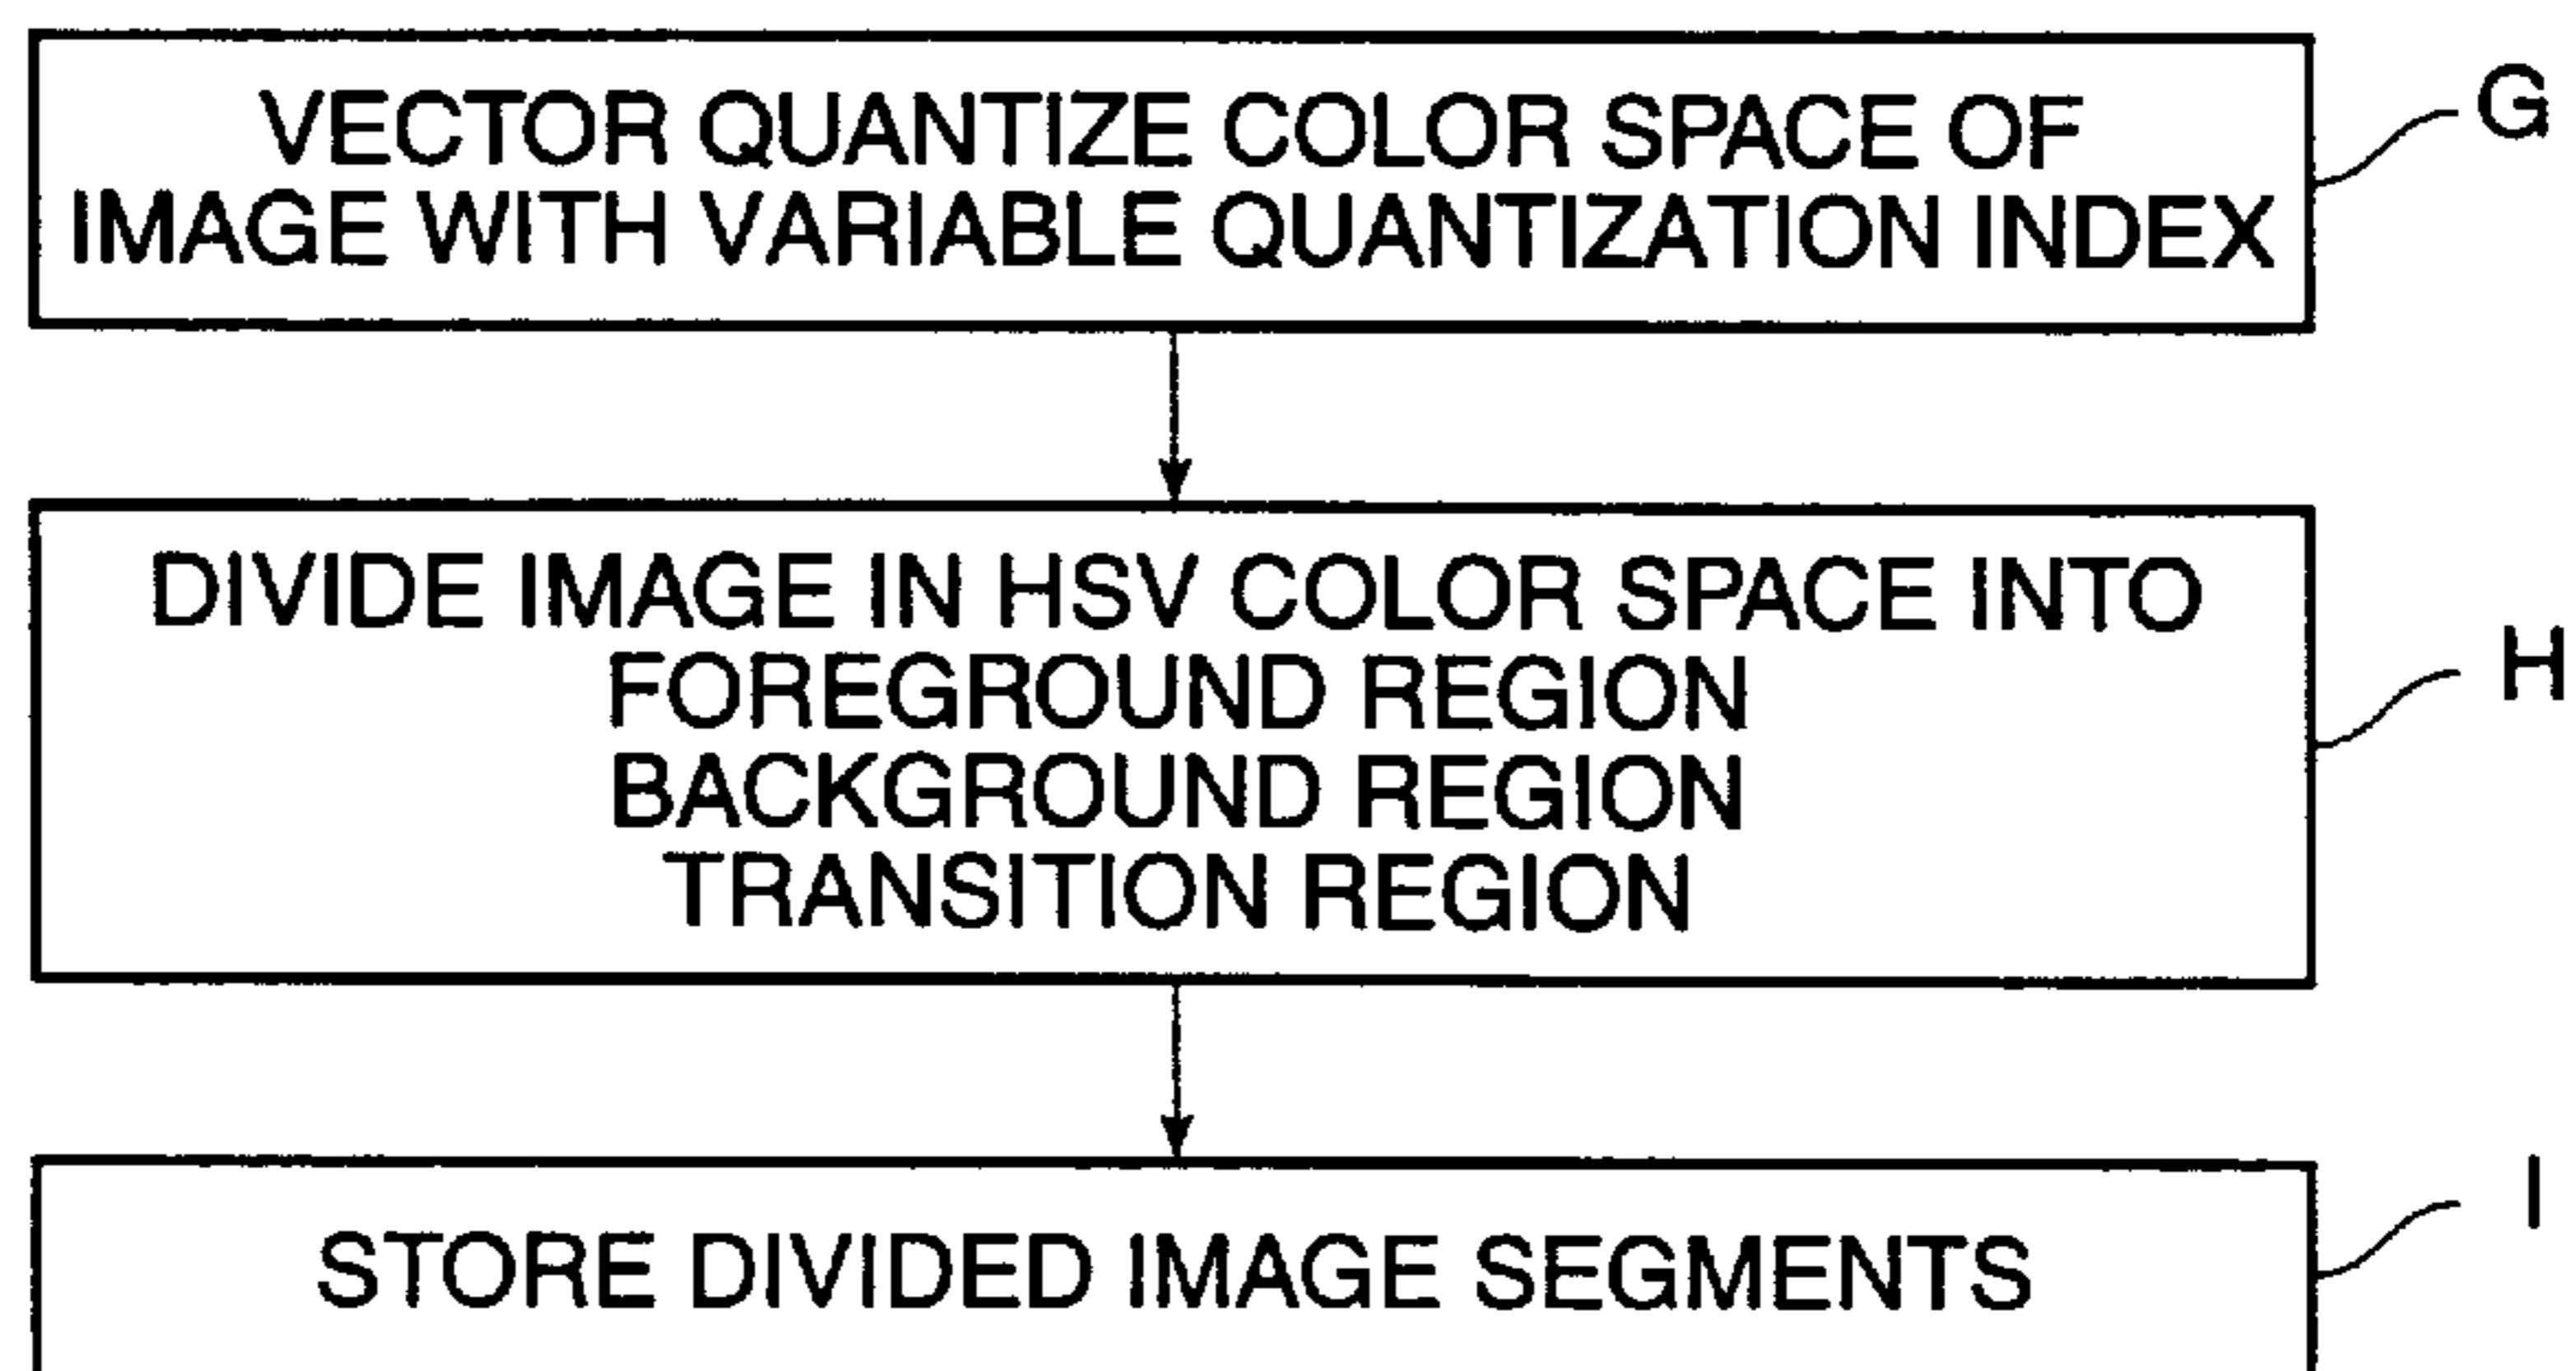 VECTOR QUANTIZE COLOR SPACE OF
IMAGE WITH VARIABLE QUANTIZATION INDEX
G
DIVIDE IMAGE IN HSV COLOR SPACE INTO
FOREGROUND REGION
BACKGROUND REGION
TRANSITION REGION
H
STORE DIVIDED IMAGE SEGMENTS
I